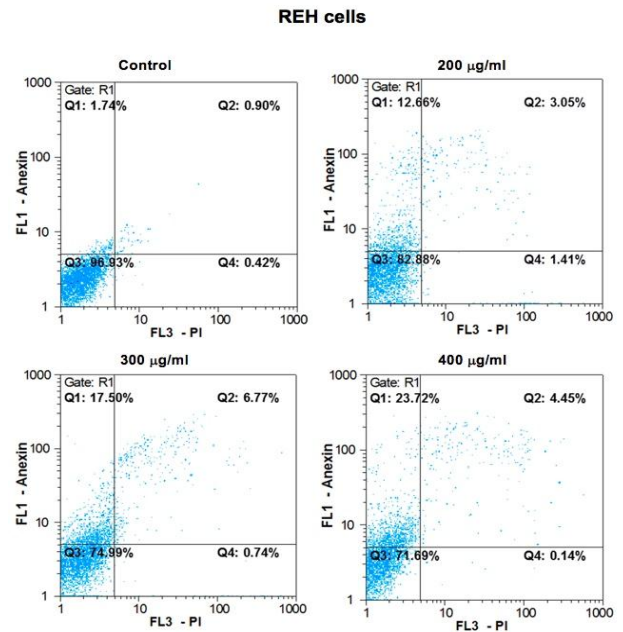 REH cells
Control
1000
100
10
1
Gate: R1
Q1: 1.74%
Q2: 0.90%
Q3: 96.93%
Q4: 0.42%
1
10
100
1000
FL3 - PI
FL1 - Anexin
200 µg/ml
1000
100
10
1
Gate: R1
Q1: 12.66%
Q2: 3.05%
Q3: 82.88%
Q4: 1.41%
1
10
100
1000
FL3 - PI
FL1 - Anexin
300 µg/ml
1000
100
10
1
Gate: R1
Q1: 17.50%
Q2: 6.77%
Q3: 74.99%
Q4: 0.74%
1
10
100
1000
FL3 - PI
FL1 - Anexin
400 µg/ml
1000
100
10
1
Gate: R1
Q1: 23.72%
Q2: 4.45%
Q3: 71.69%
Q4: 0.14%
1
10
100
1000
FL3 - PI
FL1 - Anexin